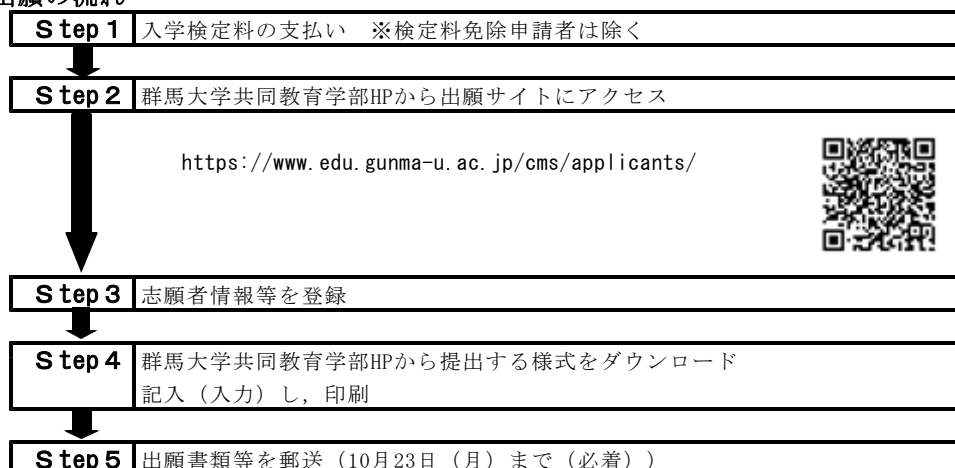 出願の流れ
Step1 入学検定料の支払い ※検定料免除申請者は除く
Step2 群馬大学共同教育学部HPから出願サイトにアクセス
https://www.edu.gunma-u.ac.jp/cms/applicants/
Step3 志願者情報等を登録
Step4 群馬大学共同教育学部HPから提出する様式をダウンロード
記入（入力）し，印刷
Step5 出願書類等を郵送（10月23日（月）まで（必着））